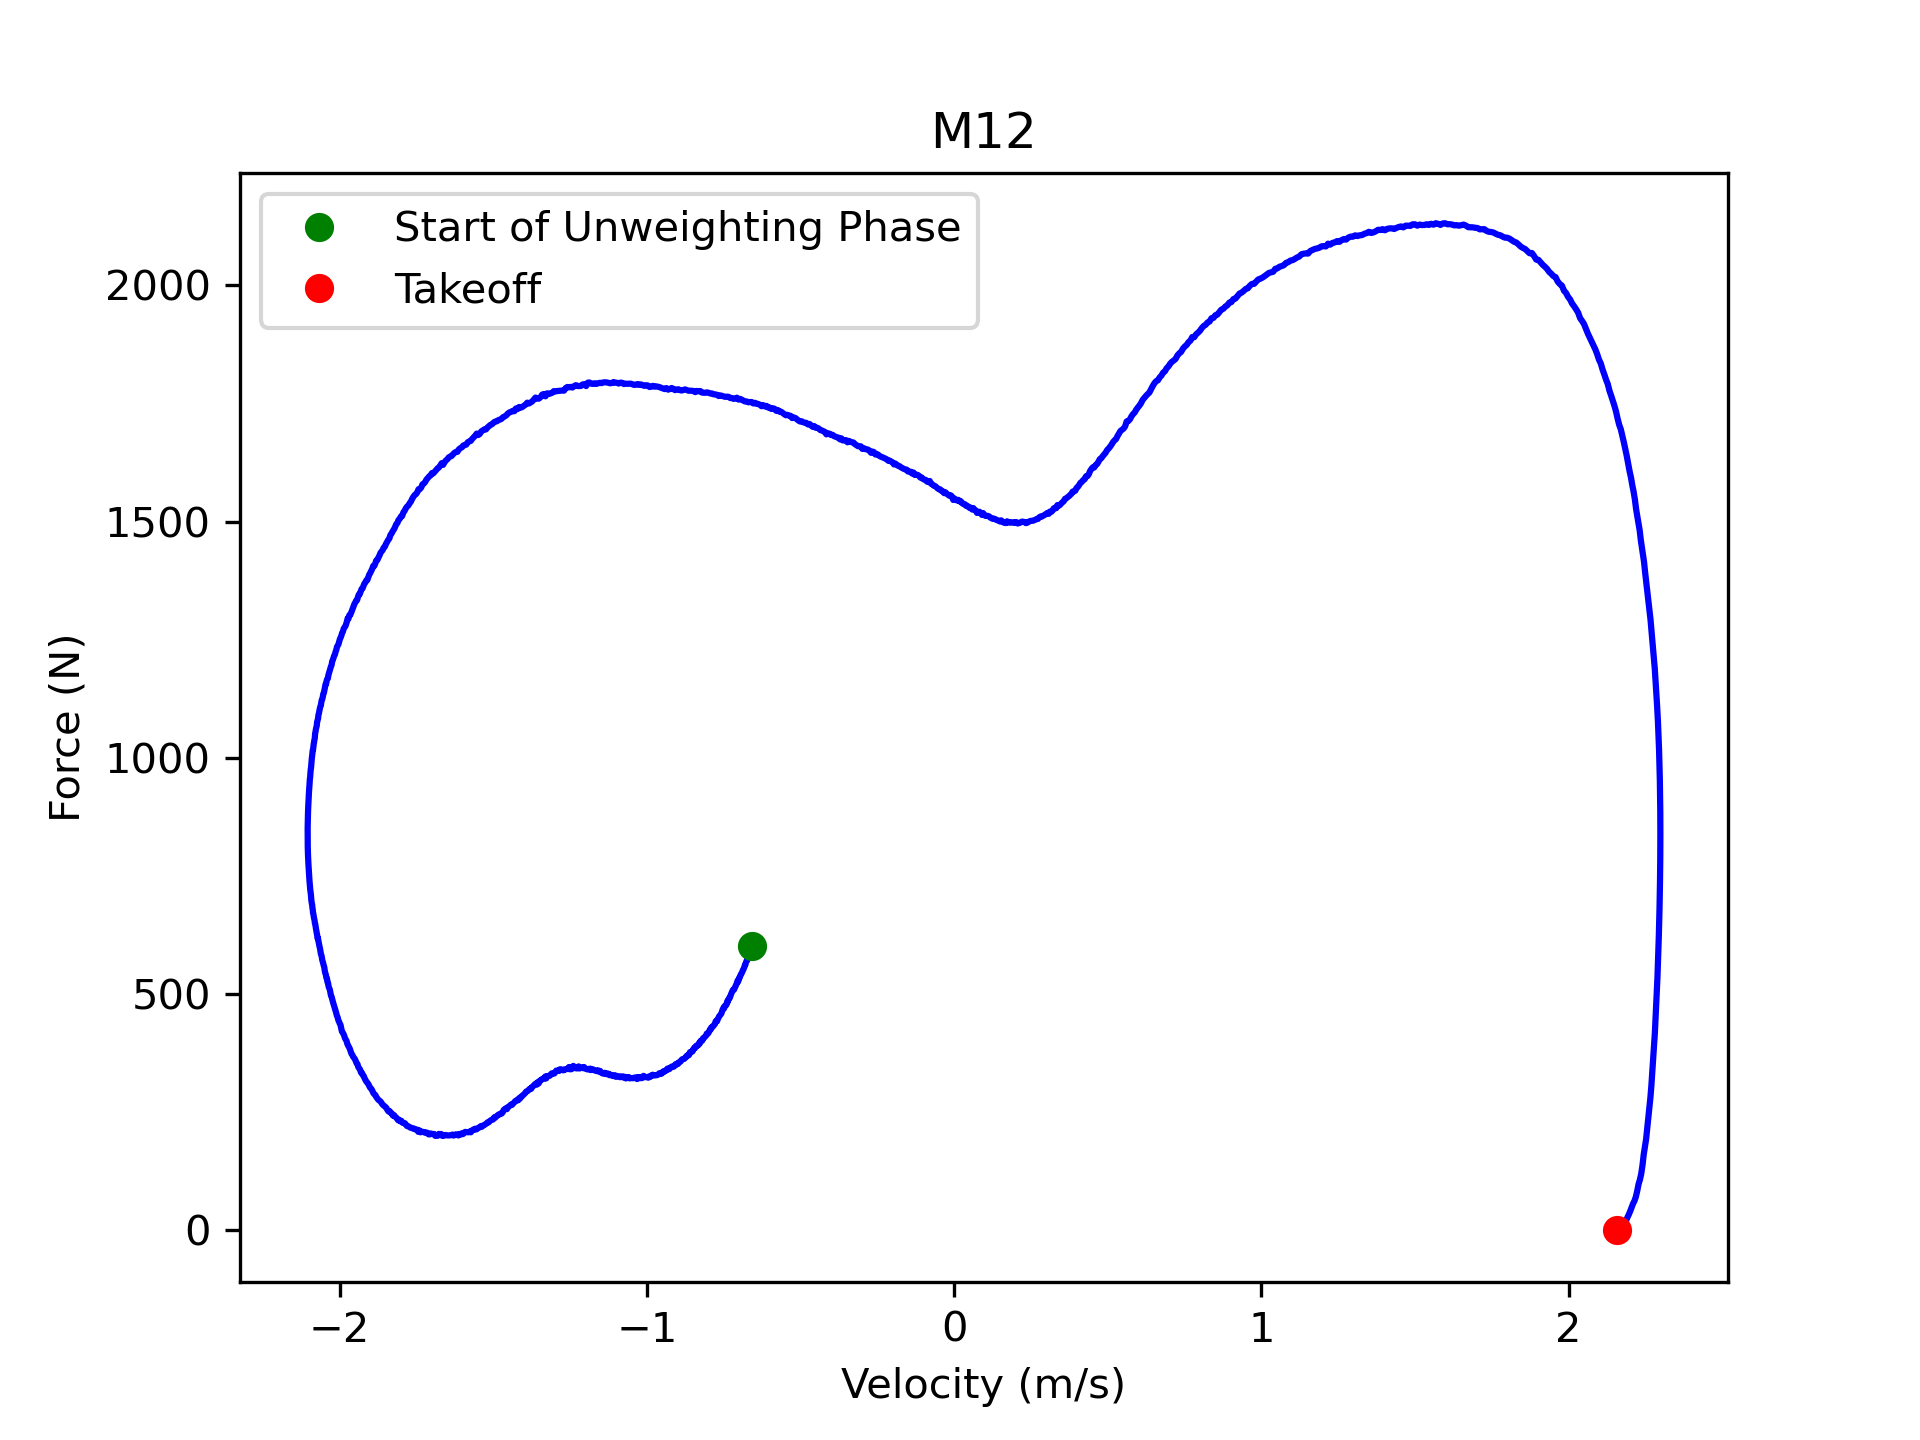 M12
Start of Unweighting Phase
Takeoff
2000
1500
1000
500
0
Force (N)
−2
−1
0
1
2
Velocity (m/s)